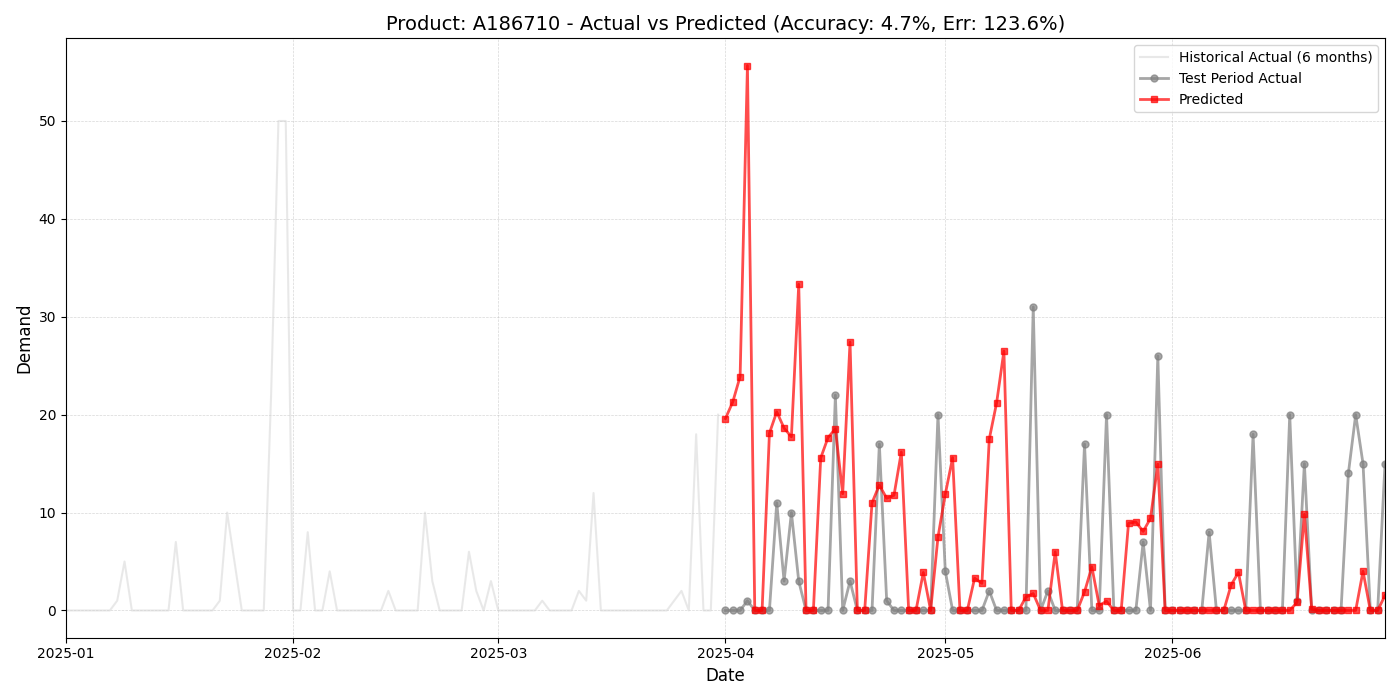 Product: A186710 - Actual vs Predicted (Accuracy: 4.7%, Err: 123.6%)
Historical Actual (6 months)
Test Period Actual
Predicted
Demand
50
40
30
20
10
0
2025-01
2025-02
2025-03
2025-04
2025-05
2025-06
Date